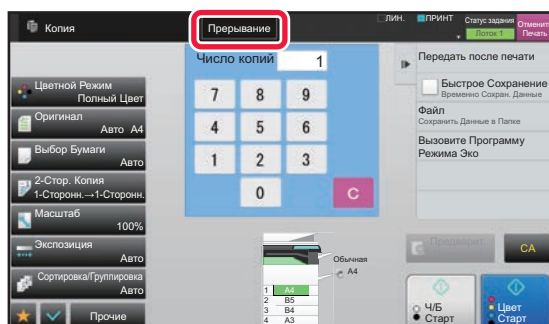 Копия
Прерывание
ЛИН.
ПРИНТ
Статус задания
Лоток 1
Отменить
Печать
Цветной Режим
Полный Цвет
Оригинал
Авто A4
Выбор Бумаги
Авто
2-Стор. Копия
1-Сторонн.→1-Сторонн.
Масштаб
100%
Экспозиция
Авто
Сортировка/Группировка
Авто
Прочие
Число копий
1
7 8 9
4 5 6
1 2 3
0 C
Обычная
A4
1 A4
2 B5
3 B4
4 A3
Передать после печати
Быстрое Сохранение
Временно Сохран. Данные
Файл
Сохранить Данные в Папке
Вызовите Программу
Режима Эко
Предварит.
CA
Ч/Б
Старт
Цвет
Старт